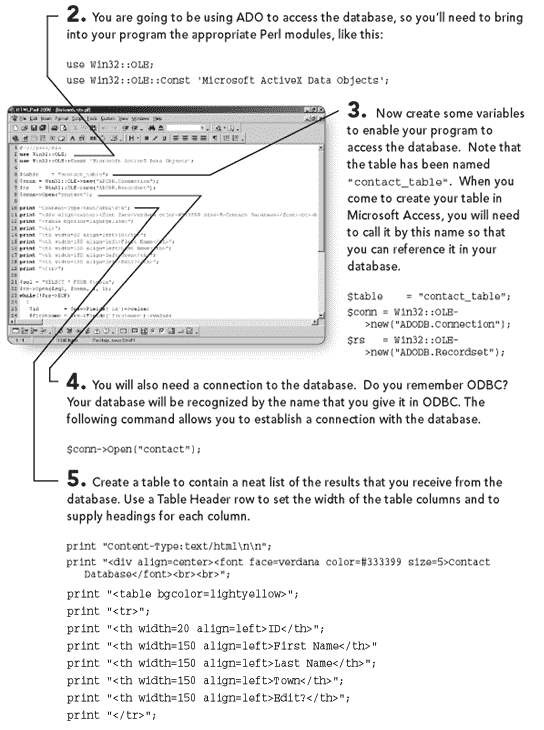 2. You are going to be using ADO to access the database, so you'll need to bring
into your program the appropriate Perl modules, like this:
use Win32::OLE;
use Win32::OLE::Const 'Microsoft ActiveX Data Objects';
3. Now create some variables
to enable your program to
access the database. Note that
the table has been named
"contact_table". When you
come to create your table in
Microsoft Access, you will need
to call it by this name so that
you can reference it in your
database.
$table = "contact_table";
$conn = Win32::OLE-
>new("ADODB.Connection");
$rs = Win32::OLE-
>new("ADODB.Recordset");
4. You will also need a connection to the database. Do you remember ODBC?
Your database will be recognized by the name that you give it in ODBC. The
following command allows you to establish a connection with the database.
$conn->Open("contact");
5. Create a table to contain a neat list of the results that you receive from the
database. Use a Table Header row to set the width of the table columns and to
supply headings for each column.
print "Content-Type:text/html\n\n";
print "<div align=center><font face=verdana color=#333399 size=5>Contact
Database</font><br><br>";
print "<table bgcolor=lightyellow>";
print "<tr>";
print "<th width=20 align=left>ID</th>";
print "<th width=150 align=left>First Name</th>"
print "<th width=150 align=left>Last Name</th>";
print "<th width=150 align=left>Town</th>";
print "<th width=150 align=left>Edit?</th>";
print "</tr>";